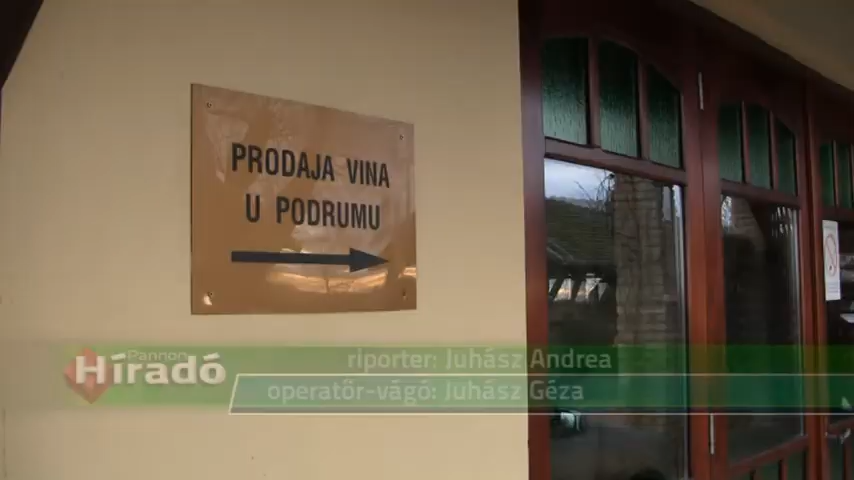 PRODAJA VINA
U PODRUMU
Pannon
Híradó
riporter: Juhász Andrea
operatőr-vágó: Juhász Géza